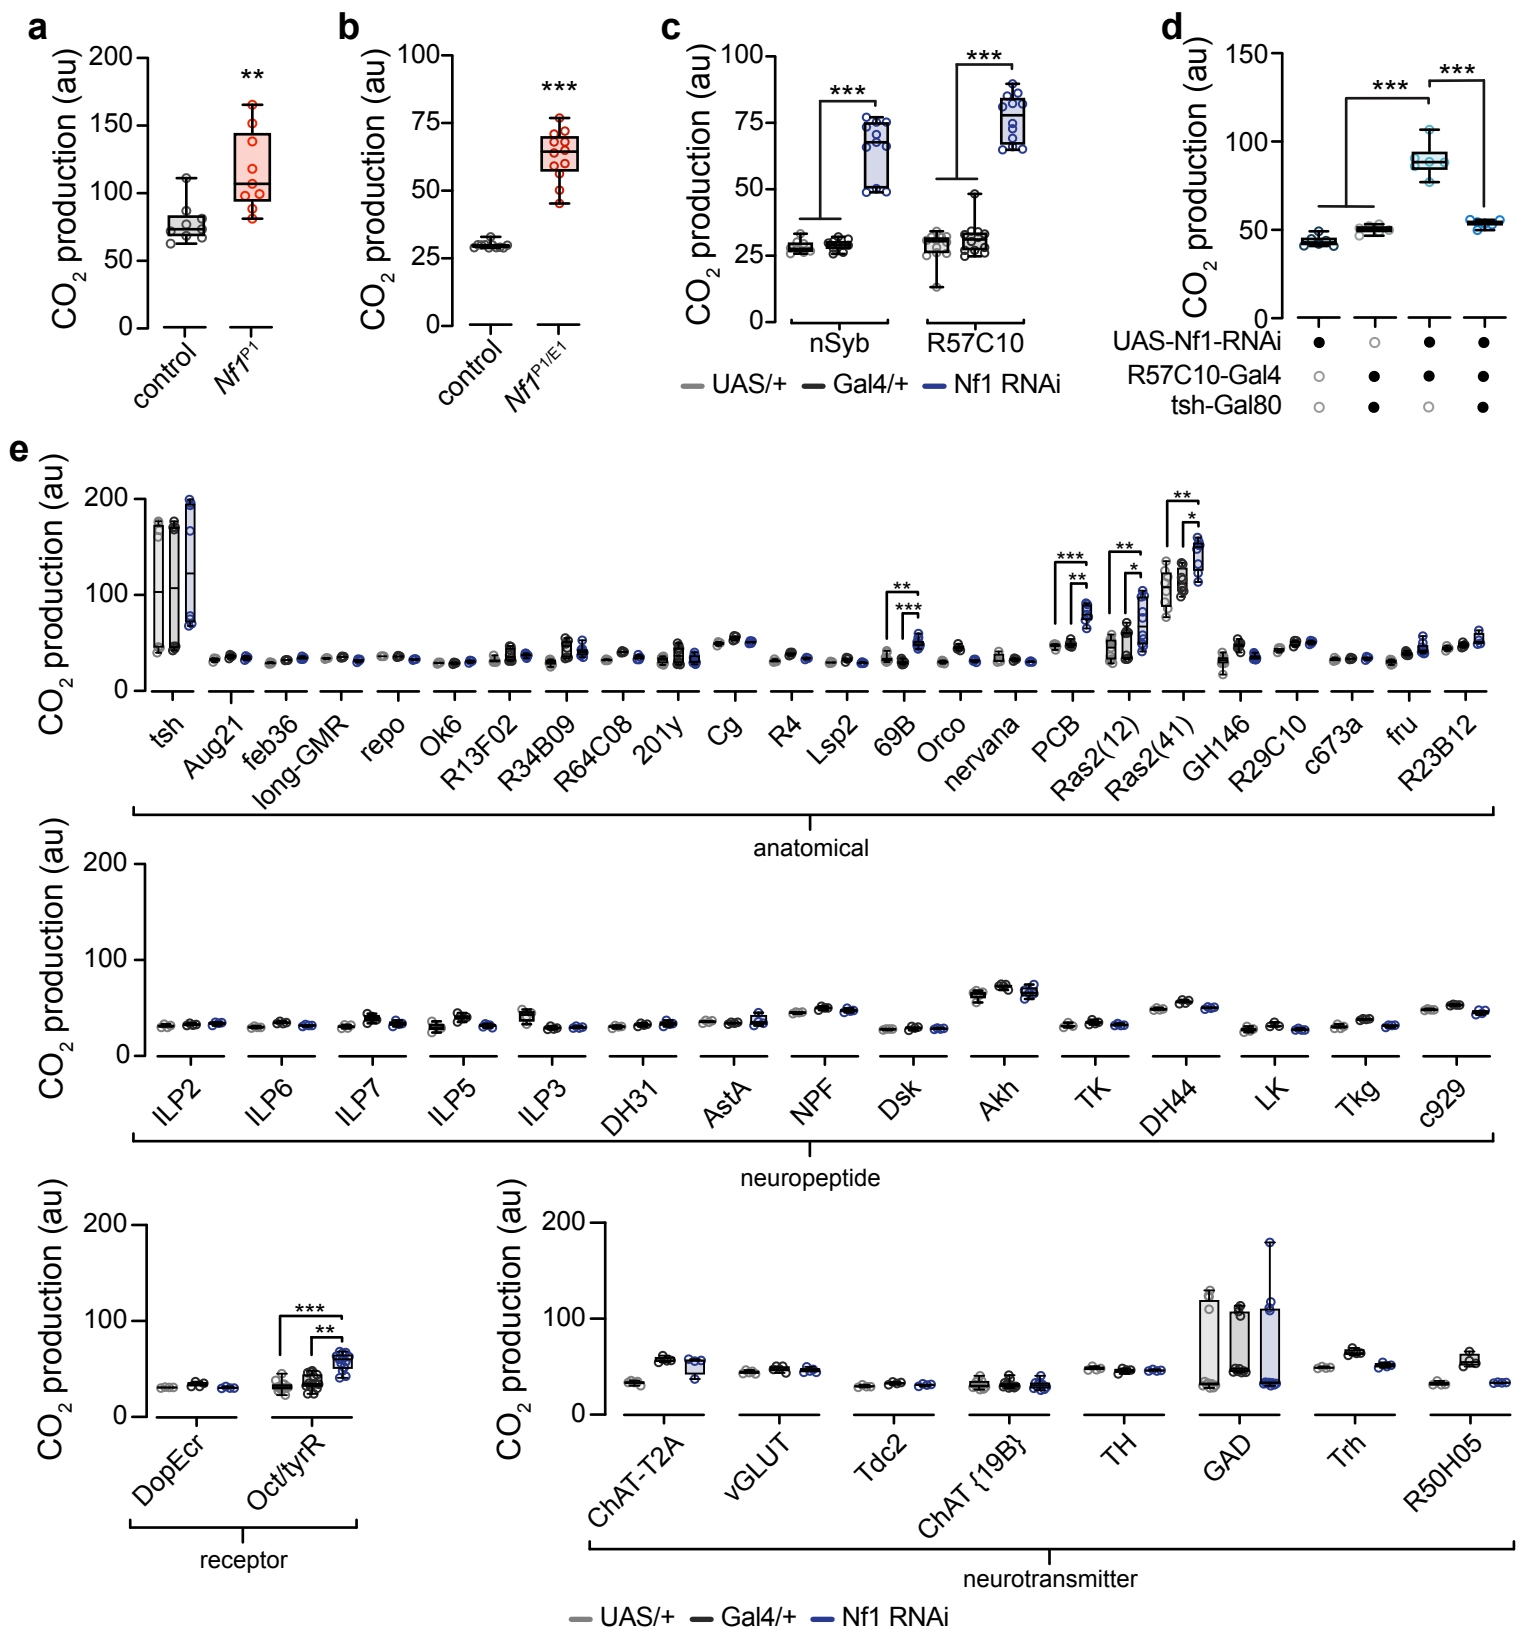 a
CO2 production (au)
200
150
100
50
0
**
control
Nf1P1
b
CO2 production (au)
100
75
50
25
0
***
control
Nf1P1/E1
c
CO2 production (au)
100
75
50
25
0
***
***
nSyb
R57C10
UAS/+ Gal4/+ Nf1 RNAi
d
CO2 production (au)
150
100
50
0
***
***
UAS-Nf1-RNAi
R57C10-Gal4
tsh-Gal80
e
CO2 production (au)
200
100
0
**
***
***
**
**
*
**
*
tsh
Aug21
feb36
long-GMR
repo
Ok6
R13F02
R34B09
R64C08
201y
Cg
R4
Lsp2
69B
Orco
nervana
PCB
Ras2(12)
Ras2(41)
GH146
R29C10
c673a
fru
R23B12
anatomical
CO2 production (au)
200
100
0
ILP2
ILP6
ILP7
ILP5
ILP3
DH31
AstA
NPF
Dsk
Akh
TK
DH44
LK
Tkg
c929
neuropeptide
CO2 production (au)
200
100
0
***
**
DopEcr
Oct/tyrR
receptor
CO2 production (au)
200
100
0
ChAT-T2A
vGLUT
Tdc2
ChAT {19B}
TH
GAD
Trh
R50H05
neurotransmitter
UAS/+ Gal4/+ Nf1 RNAi